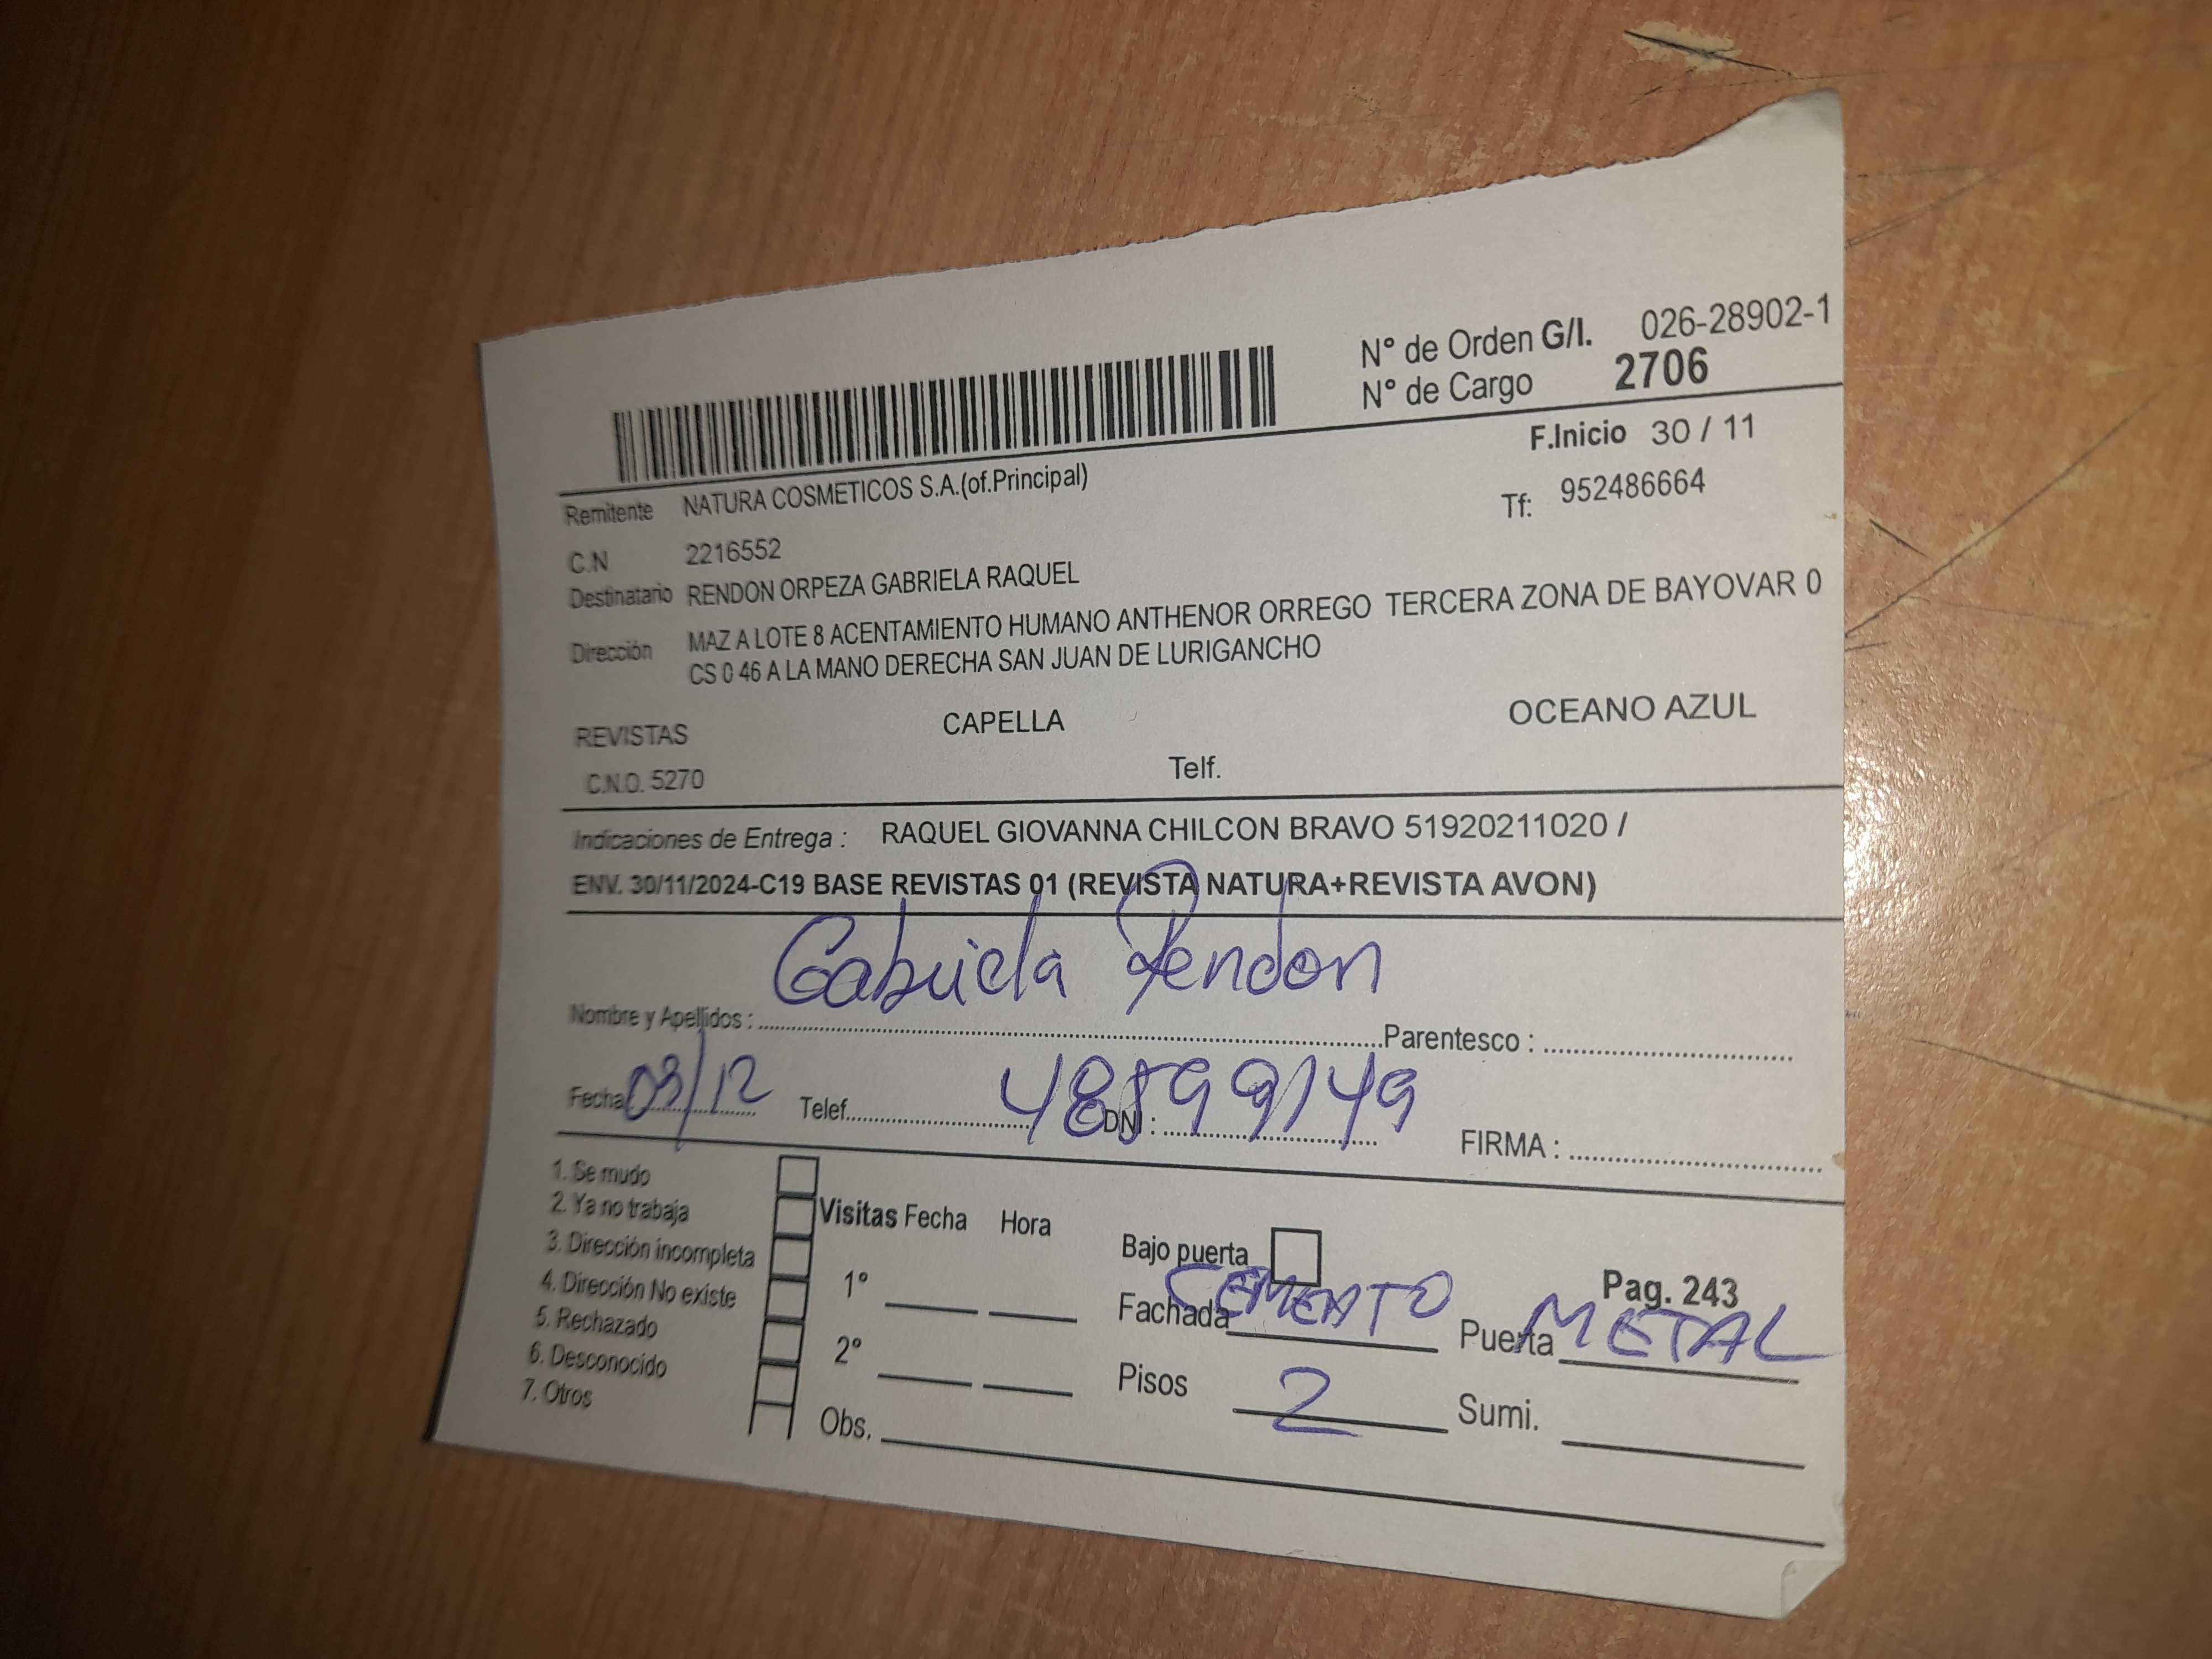 N° de Orden G/I. 026-28902-1
N° de Cargo 2706
F.Inicio 30 / 11
Remitente NATURA COSMETICOS S.A.(of.Principal)
Tf: 952486664
C.N 2216552
Destinatario RENDON ORPEZA GABRIELA RAQUEL
Dirección MAZ A LOTE 8 ACENTAMIENTO HUMANO ANTHENOR ORREGO TERCERA ZONA DE BAYOVAR 0
CS 0 46 A LA MANO DERECHA SAN JUAN DE LURIGANCHO
REVISTAS CAPELLA OCEANO AZUL
C.N.O. 5270 Telf.
Indicaciones de Entrega : RAQUEL GIOVANNA CHILCON BRAVO 51920211020 /
ENV. 30/11/2024-C19 BASE REVISTAS 01 (REVISTA NATURA+REVISTA AVON)
Gabriela Rendon
Nombre y Apellidos : Parentesco :
Fecha 03/12 Telef. DNI : 48599149 FIRMA :
1. Se mudo
2. Ya no trabaja
3. Dirección incompleta
4. Dirección No existe
5. Rechazado
6. Desconocido
7. Otros
Visitas Fecha Hora
1°
2°
Obs.
Bajo puerta
Pag. 243
Fachada CEMENTO Puerta METAL
Pisos 2 Sumi.